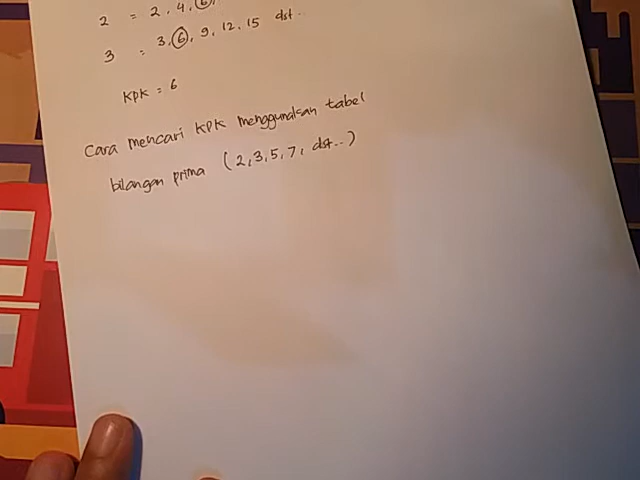 2 = 2, 4, 6,
3 = 3, 6, 9, 12, 15 dst..
KPK = 6
Cara mencari KPK menggunakan tabel
bilangan prima (2, 3, 5, 7, dst..)